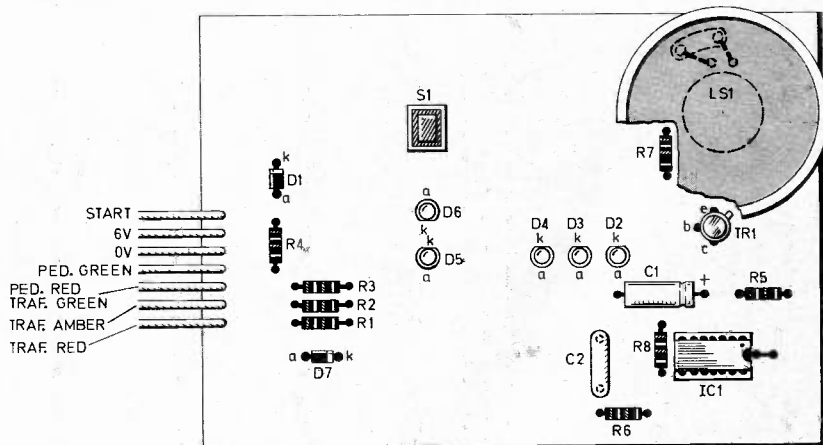 S1
LS1
R7
k
D1
a
a
D6
k
e
b
TR1
c
START
6V
0V
PED. GREEN
PED. RED
TRAF. GREEN
TRAF. AMBER
TRAF. RED
R4
k
D5
a
D4
k
a
D3
k
a
D2
k
a
C1
+
R5
R3
R2
R1
a
k
D7
C2
R8
IC1
R6